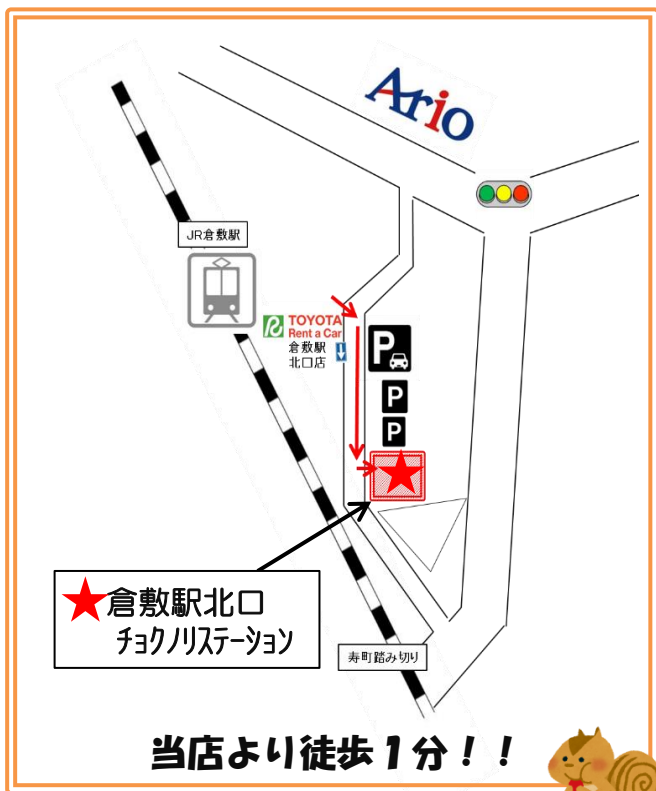 Ario
JR倉敷駅
R
TOYOTA
Rent a Car
倉敷駅
北口店
P
P
P
★倉敷駅北口
チョクノリステーション
寿町踏み切り
当店より徒歩1分！！